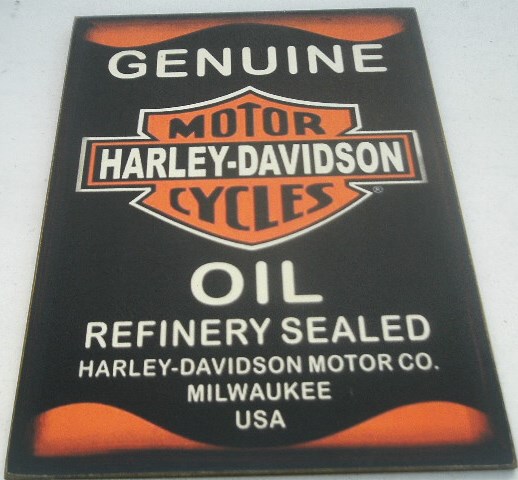 GENUINE
MOTOR
HARLEY-DAVIDSON
CYCLES ®
OIL
REFINERY SEALED
HARLEY-DAVIDSON MOTOR CO.
MILWAUKEE
USA